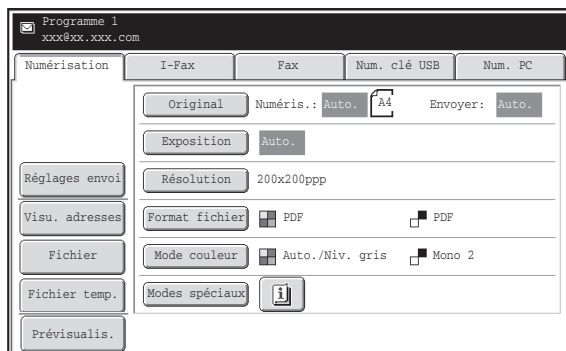 Programme 1
xxx@xx.xxx.com
Numérisation I-Fax Fax Num. clé USB Num. PC
Original Numéris.: Auto. A4 Envoyer: Auto.
Exposition Auto.
Réglages envoi Résolution 200x200ppp
Visu. adresses Format fichier PDF PDF
Fichier Mode couleur Auto./Niv. gris Mono 2
Fichier temp. Modes spéciaux
Prévisualis.